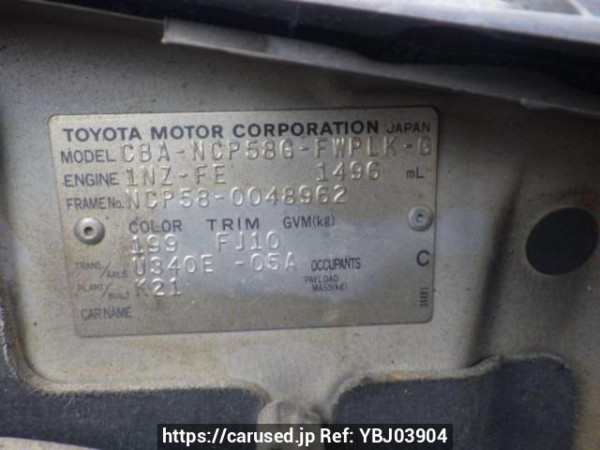 TOYOTA MOTOR CORPORATION JAPAN
MODEL CBA-NCP58G-FWPLK-G
ENGINE 1NZ-FE 1496 mL
FRAME No. NCP58-0048962
COLOR TRIM GVM(kg)
199 FJ10
TRANS./AXLE U340E -05A OCCUPANTS C
PLANT/BUILT K21 PAYLOAD MASS(kg)
CAR NAME
https://carused.jp Ref: YBJ03904